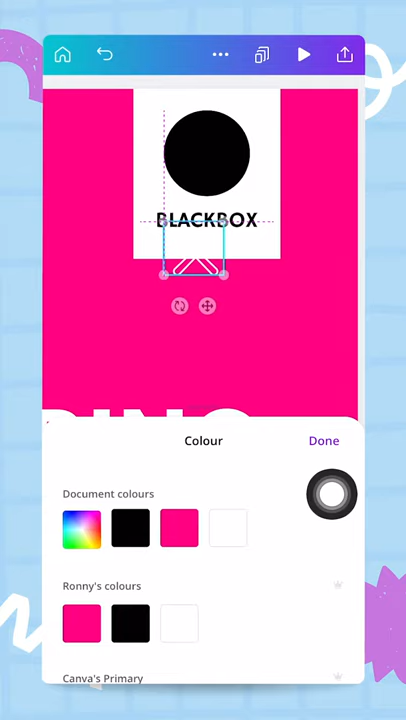 BLACKBOX
Colour
Done
Document colours
Ronny's colours
Canva's Primary